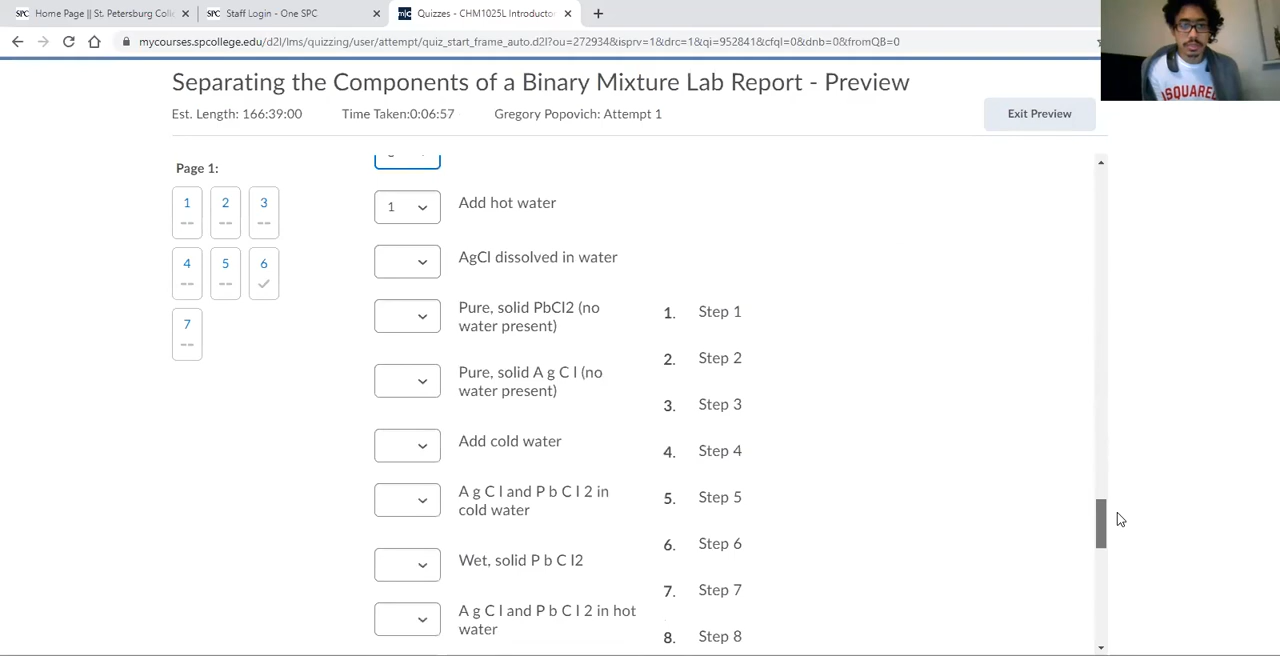 SPC Home Page || St. Petersburg Coll
SPC Staff Login - One SPC
m|c Quizzes - CHM1025L Introductor
mycourses.spcollege.edu/d2l/lms/quizzing/user/attempt/quiz_start_frame_auto.d2l?ou=272934&isprv=1&drc=1&qi=952841&cfql=0&dnb=0&fromQB=0
ISQUARED
Separating the Components of a Binary Mixture Lab Report - Preview
Est. Length: 166:39:00 Time Taken:0:06:57 Gregory Popovich: Attempt 1
Exit Preview
Page 1:
1 2 3
-- -- --
4 5 6
-- --
7
--
1 Add hot water
AgCl dissolved in water
Pure, solid PbCl2 (no
water present)
Pure, solid A g C l (no
water present)
Add cold water
A g C l and P b C l 2 in
cold water
Wet, solid P b C l2
A g C l and P b C l 2 in hot
water
1. Step 1
2. Step 2
3. Step 3
4. Step 4
5. Step 5
6. Step 6
7. Step 7
8. Step 8